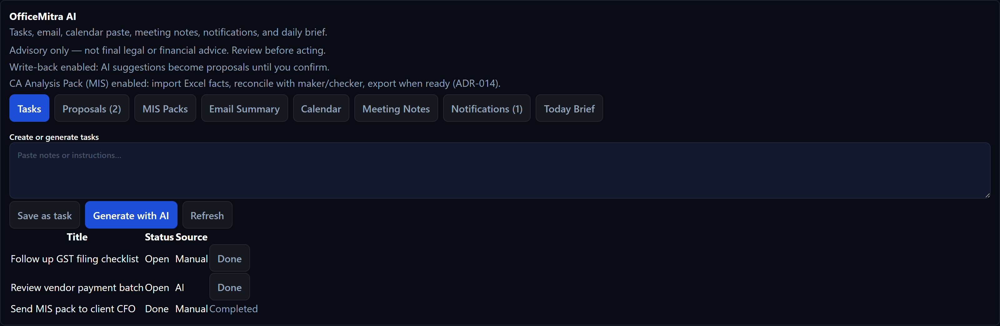 OfficeMitra AI
Tasks, email, calendar paste, meeting notes, notifications, and daily brief.
Advisory only — not final legal or financial advice. Review before acting.
Write-back enabled: AI suggestions become proposals until you confirm.
CA Analysis Pack (MIS) enabled: import Excel facts, reconcile with maker/checker, export when ready (ADR-014).
Tasks Proposals (2) MIS Packs Email Summary Calendar Meeting Notes Notifications (1) Today Brief
Create or generate tasks
Paste notes or instructions...
Save as task Generate with AI Refresh
Title Status Source
Follow up GST filing checklist Open Manual Done
Review vendor payment batch Open AI Done
Send MIS pack to client CFO Done Manual Completed